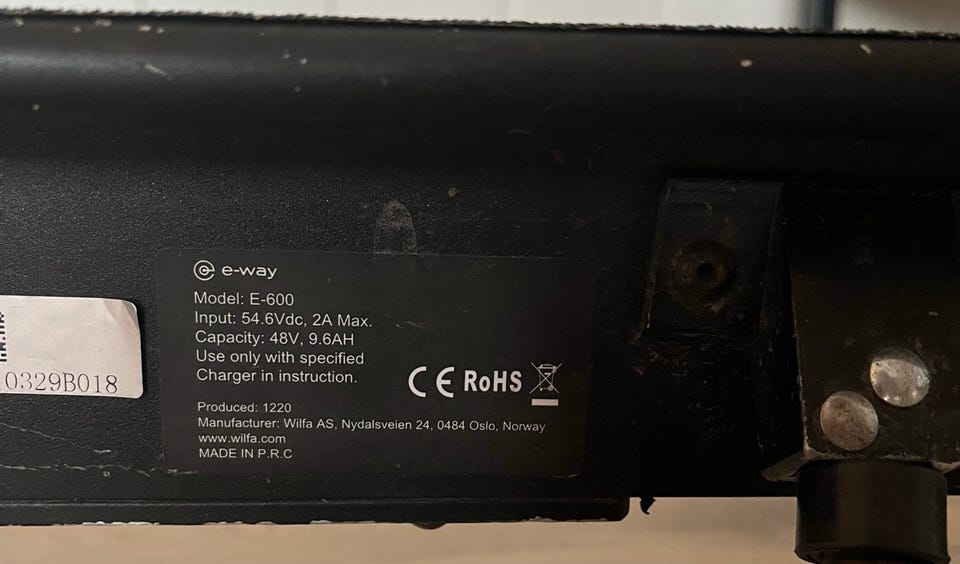 e-way
Model: E-600
Input: 54.6Vdc, 2A Max.
Capacity: 48V, 9.6AH
Use only with specified
Charger in instruction.
CE RoHS
Produced: 1220
Manufacturer: Wilfa AS, Nydalsveien 24, 0484 Oslo, Norway
www.wilfa.com
MADE IN P.R.C
0329B018